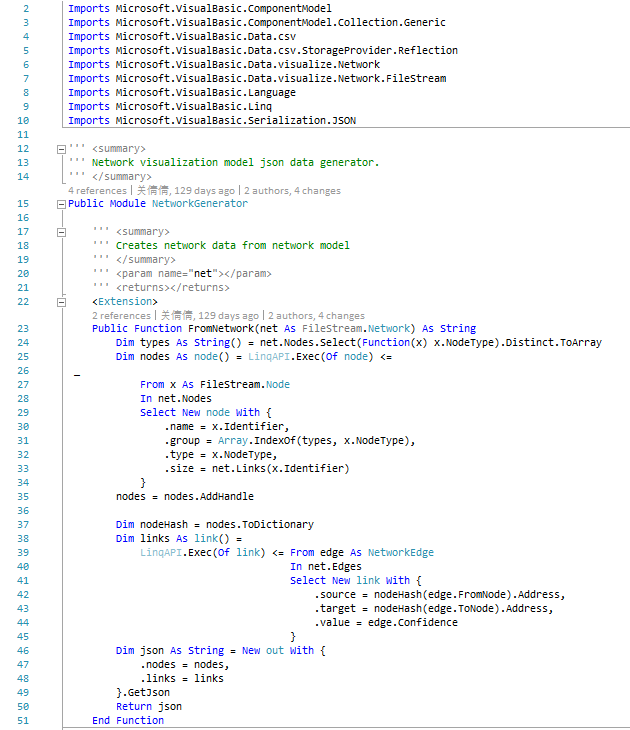 2 Imports Microsoft.VisualBasic.ComponentModel
3 Imports Microsoft.VisualBasic.ComponentModel.Collection.Generic
4 Imports Microsoft.VisualBasic.Data.csv
5 Imports Microsoft.VisualBasic.Data.csv.StorageProvider.Reflection
6 Imports Microsoft.VisualBasic.Data.visualize.Network
7 Imports Microsoft.VisualBasic.Data.visualize.Network.FileStream
8 Imports Microsoft.VisualBasic.Language
9 Imports Microsoft.VisualBasic.Linq
10 Imports Microsoft.VisualBasic.Serialization.JSON
11
12 ''' <summary>
13 ''' Network visualization model json data generator.
14 ''' </summary>
4 references | 关倩倩, 129 days ago | 2 authors, 4 changes
15 Public Module NetworkGenerator
16
17 ''' <summary>
18 ''' Creates network data from network model
19 ''' </summary>
20 ''' <param name="net"></param>
21 ''' <returns></returns>
22 <Extension>
2 references | 关倩倩, 129 days ago | 2 authors, 4 changes
23 Public Function FromNetwork(net As FileStream.Network) As String
24 Dim types As String() = net.Nodes.Select(Function(x) x.NodeType).Distinct.ToArray
25 Dim nodes As node() = LinqAPI.Exec(Of node) <=
26 _
27 From x As FileStream.Node
28 In net.Nodes
29 Select New node With {
30 .name = x.Identifier,
31 .group = Array.IndexOf(types, x.NodeType),
32 .type = x.NodeType,
33 .size = net.Links(x.Identifier)
34 }
35 nodes = nodes.AddHandle
36
37 Dim nodeHash = nodes.ToDictionary
38 Dim links As link() =
39 LinqAPI.Exec(Of link) <= From edge As NetworkEdge
40 In net.Edges
41 Select New link With {
42 .source = nodeHash(edge.FromNode).Address,
43 .target = nodeHash(edge.ToNode).Address,
44 .value = edge.Confidence
45 }
46 Dim json As String = New out With {
47 .nodes = nodes,
48 .links = links
49 }.GetJson
50 Return json
51 End Function